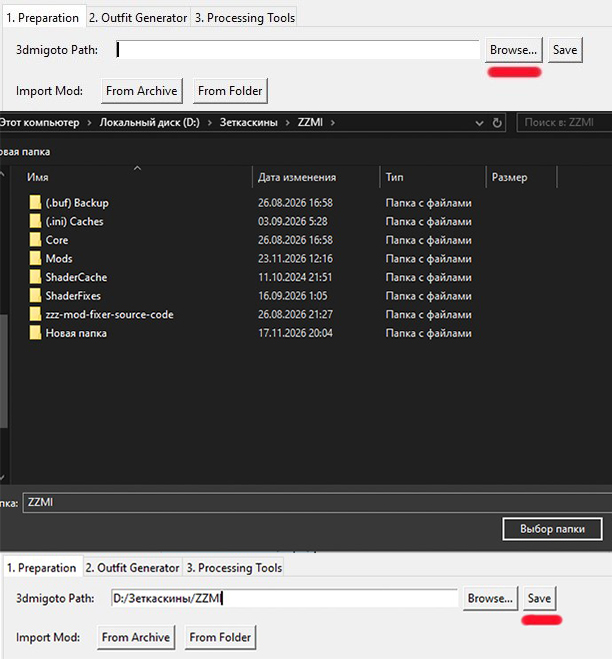 1. Preparation 2. Outfit Generator 3. Processing Tools
3dmigoto Path: Browse... Save
Import Mod: From Archive From Folder
Этот компьютер > Локальный диск (D:) > Зеткаскины > ZZMI > Поиск в: ZZMI
овая папка
Имя Дата изменения Тип Размер
(.buf) Backup 26.08.2026 16:58 Папка с файлами
(.ini) Caches 03.09.2026 5:28 Папка с файлами
Core 26.08.2026 16:58 Папка с файлами
Mods 23.11.2026 12:16 Папка с файлами
ShaderCache 11.10.2024 21:51 Папка с файлами
ShaderFixes 16.09.2026 1:05 Папка с файлами
zzz-mod-fixer-source-code 26.08.2026 21:27 Папка с файлами
Новая папка 17.11.2026 20:04 Папка с файлами
пка: ZZMI
Выбор папки
1. Preparation 2. Outfit Generator 3. Processing Tools
3dmigoto Path: D:/Зеткаскины/ZZMI Browse... Save
Import Mod: From Archive From Folder